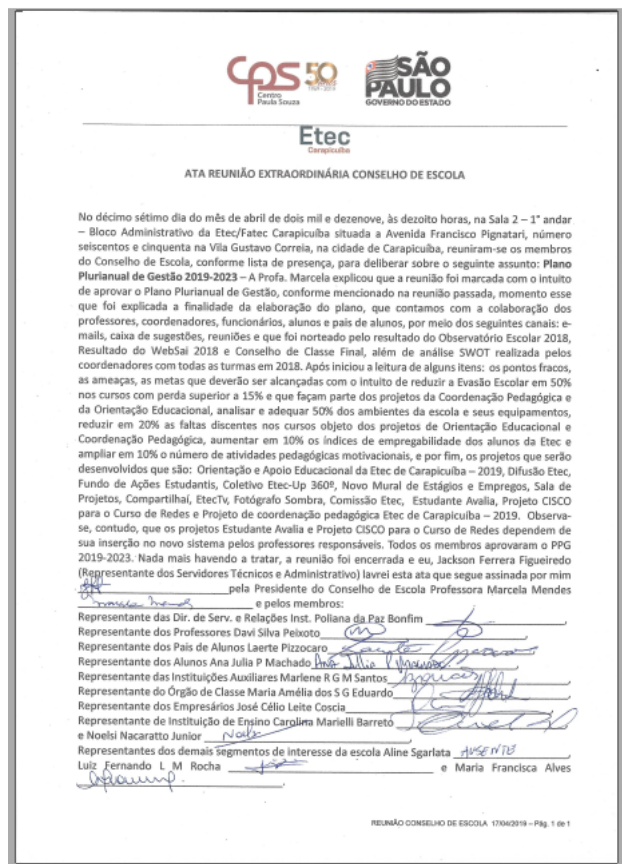 CPS 50
Centro
Paula Souza
1969-2019
SÃO
PAULO
GOVERNO DO ESTADO
Etec
Carapicuíba
ATA REUNIÃO EXTRAORDINÁRIA CONSELHO DE ESCOLA
No décimo sétimo dia do mês de abril de dois mil e dezenove, às dezoito horas, na Sala 2 – 1° andar
– Bloco Administrativo da Etec/Fatec Carapicuíba situada a Avenida Francisco Pignatari, número
seiscentos e cinquenta na Vila Gustavo Correia, na cidade de Carapicuíba, reuniram-se os membros
do Conselho de Escola, conforme lista de presença, para deliberar sobre o seguinte assunto: Plano
Plurianual de Gestão 2019-2023 – A Profa. Marcela explicou que a reunião foi marcada com o intuito
de aprovar o Plano Plurianual de Gestão, conforme mencionado na reunião passada, momento esse
que foi explicada a finalidade da elaboração do plano, que contamos com a colaboração dos
professores, coordenadores, funcionários, alunos e pais de alunos, por meio dos seguintes canais: e-
mails, caixa de sugestões, reuniões e que foi norteado pelo resultado do Observatório Escolar 2018,
Resultado do WebSai 2018 e Conselho de Classe Final, além de análise SWOT realizada pelos
coordenadores com todas as turmas em 2018. Após iniciou a leitura de alguns itens: os pontos fracos,
as ameaças, as metas que deverão ser alcançadas com o intuito de reduzir a Evasão Escolar em 50%
nos cursos com perda superior a 15% e que façam parte dos projetos da Coordenação Pedagógica e
da Orientação Educacional, analisar e adequar 50% dos ambientes da escola e seus equipamentos,
reduzir em 20% as faltas discentes nos cursos objeto dos projetos de Orientação Educacional e
Coordenação Pedagógica, aumentar em 10% os índices de empregabilidade dos alunos da Etec e
ampliar em 10% o número de atividades pedagógicas motivacionais, e por fim, os projetos que serão
desenvolvidos que são: Orientação e Apoio Educacional da Etec de Carapicuíba – 2019, Difusão Etec,
Fundo de Ações Estudantis, Coletivo Etec-Up 360º, Novo Mural de Estágios e Empregos, Sala de
Projetos, Compartilhaí, EtecTv, Fotógrafo Sombra, Comissão Etec, Estudante Avalia, Projeto CISCO
para o Curso de Redes e Projeto de coordenação pedagógica Etec de Carapicuíba – 2019. Observa-
se, contudo, que os projetos Estudante Avalia e Projeto CISCO para o Curso de Redes dependem de
sua inserção no novo sistema pelos professores responsáveis. Todos os membros aprovaram o PPG
2019-2023. Nada mais havendo a tratar, a reunião foi encerrada e eu, Jackson Ferrera Figueiredo
(Representante dos Servidores Técnicos e Administrativo) lavrei esta ata que segue assinada por mim
pela Presidente do Conselho de Escola Professora Marcela Mendes
Marcela Mendes e pelos membros:
Representante das Dir. de Serv. e Relações Inst. Poliana da Paz Bonfim
Representante dos Professores Davi Silva Peixoto
Representante dos Pais de Alunos Laerte Pizzocaro
Representante dos Alunos Ana Julia P Machado Ana Julia P Machado
Representante das Instituições Auxiliares Marlene R G M Santos
Representante do Órgão de Classe Maria Amélia dos S G Eduardo
Representante dos Empresários José Célio Leite Coscia
Representante de Instituição de Ensino Carolina Marielli Barreto
e Noelsi Nacaratto Junior
Representantes dos demais segmentos de interesse da escola Aline Sgarlata AUSENTE
Luiz Fernando L M Rocha e Maria Francisca Alves
REUNIÃO CONSELHO DE ESCOLA 17/04/2019 – Pág. 1 de 1